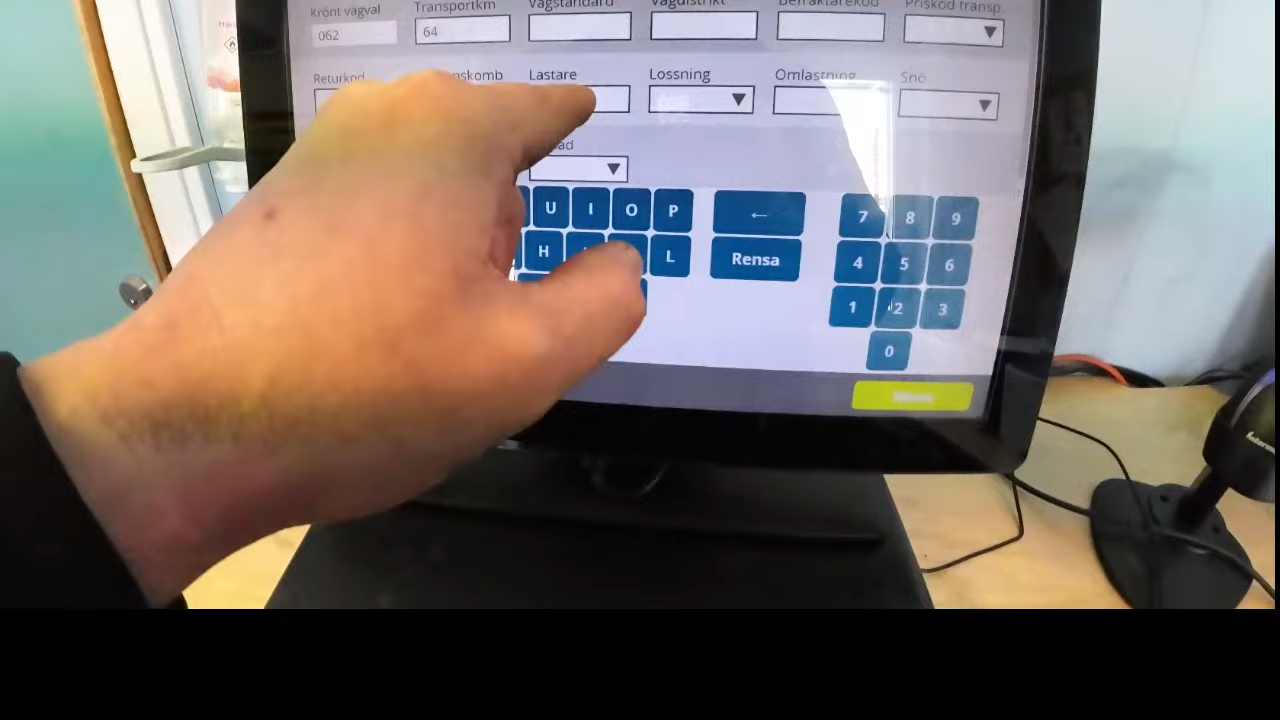 Krönt vägval Transportkm Vägstandard Vägdistrikt Befraktarekod Priskod transp.
062 64
Returkod Lastare Lossning Omlastning Snö
U I O P ← 7 8 9
H L Rensa 4 5 6
1 2 3
0